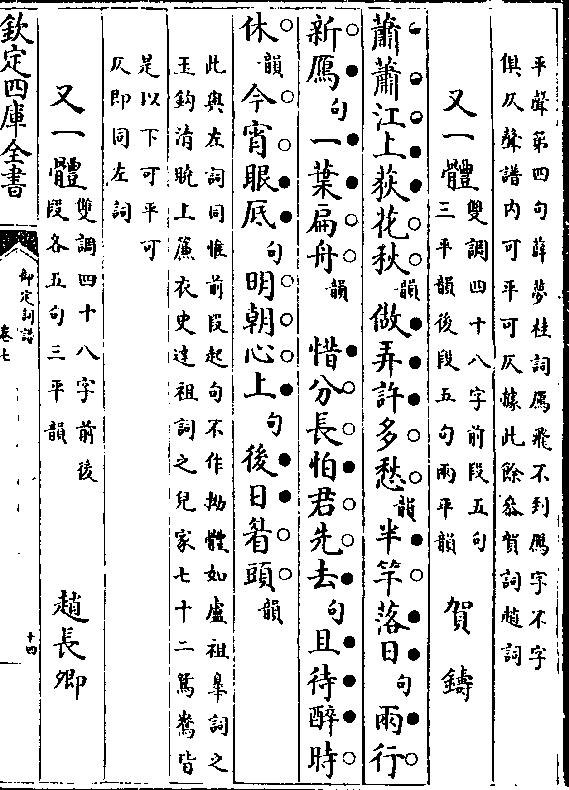 平聲第四句薛夢桂詞鴈飛不到鴈字不字
俱仄聲譜内可平可仄據此餘參賀詞趙詞
又一體雙調四十八字前段五句
三平韻後段五句兩平韻
賀鑄
蕭蕭江上荻花秋韻做弄許多愁韻半竿落日句兩行
新鴈句一葉扁舟韻 惜分長怕君先去句且待醉時
休韻今宵眼底句明朝心上句後日眉頭韻
此與左詞同惟前段起句不作拗體如盧祖皋詞之
玉鈎清曉上簾衣史達祖詞之兒家七十二鴛鴦皆
是以下可平可
仄即同左詞
又一體雙調四十八字前後
段各五句三平韻
趙長卿
欽定四庫全書
御定詞譜
卷七
十四